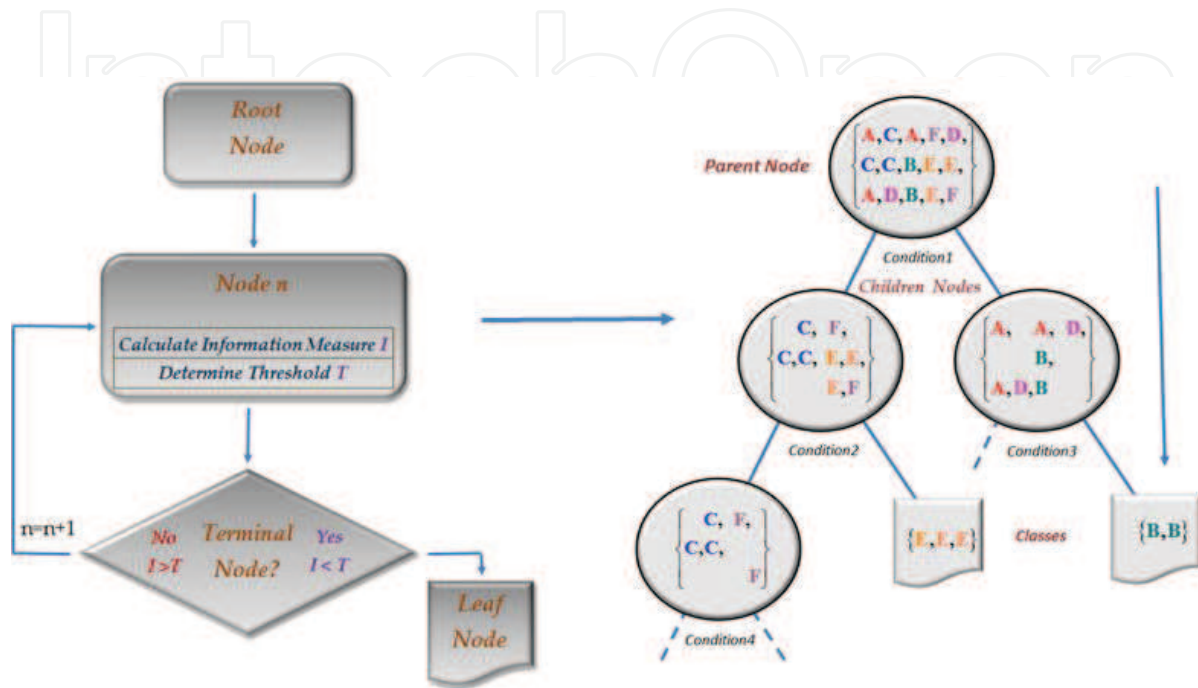 IntechOpen
Root
Node
Node n
Calculate Information Measure I
Determine Threshold T
n=n+1
No
I>T
Terminal
Node?
Yes
I < T
Leaf
Node
Parent Node
A,C,A,F,D,
C,C,B,E,E,
A,D,B,E,F
Condition1
Children Nodes
C, F,
C,C, E,E,
E,F
A, A, D,
B,
A,D,B
Condition2
Condition3
C, F,
C,C,
F
{E,E,E}
Classes
{B,B}
Condition4